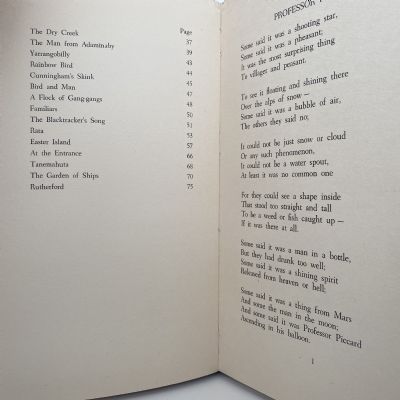 Page
The Dry Creek 37
The Man from Adaminaby 39
Yarrangobilly 43
Rainbow Bird 44
Cunningham's Skink 45
Bird and Man 47
A Flock of Gang-gangs 48
Familiars 50
The Blacktracker's Song 51
Rata 53
Easter Island 57
At the Entrance 66
Tanemahuta 68
The Garden of Ships 70
Rutherford 75
PROFESSOR
Some said it was a shooting star,
Some said it was a pheasant;
It was the most surprising thing
To villager and peasant,
To see it floating and shining there
Over the alps of snow —
Some said it was a bubble of air,
The others they said no;
It could not be just snow or cloud
Or any such phenomenon,
It could not be a water spout,
At least it was no common one
For they could see a shape inside
That stood too straight and tall
To be a weed or fish caught up —
If it was there at all.
Some said it was a man in a bottle,
But they had drunk too well;
Some said it was a shining spirit
Released from heaven or hell;
Some said it was a thing from Mars
And some the man in the moon;
And some said it was Professor Piccard
Ascending in his balloon.
1